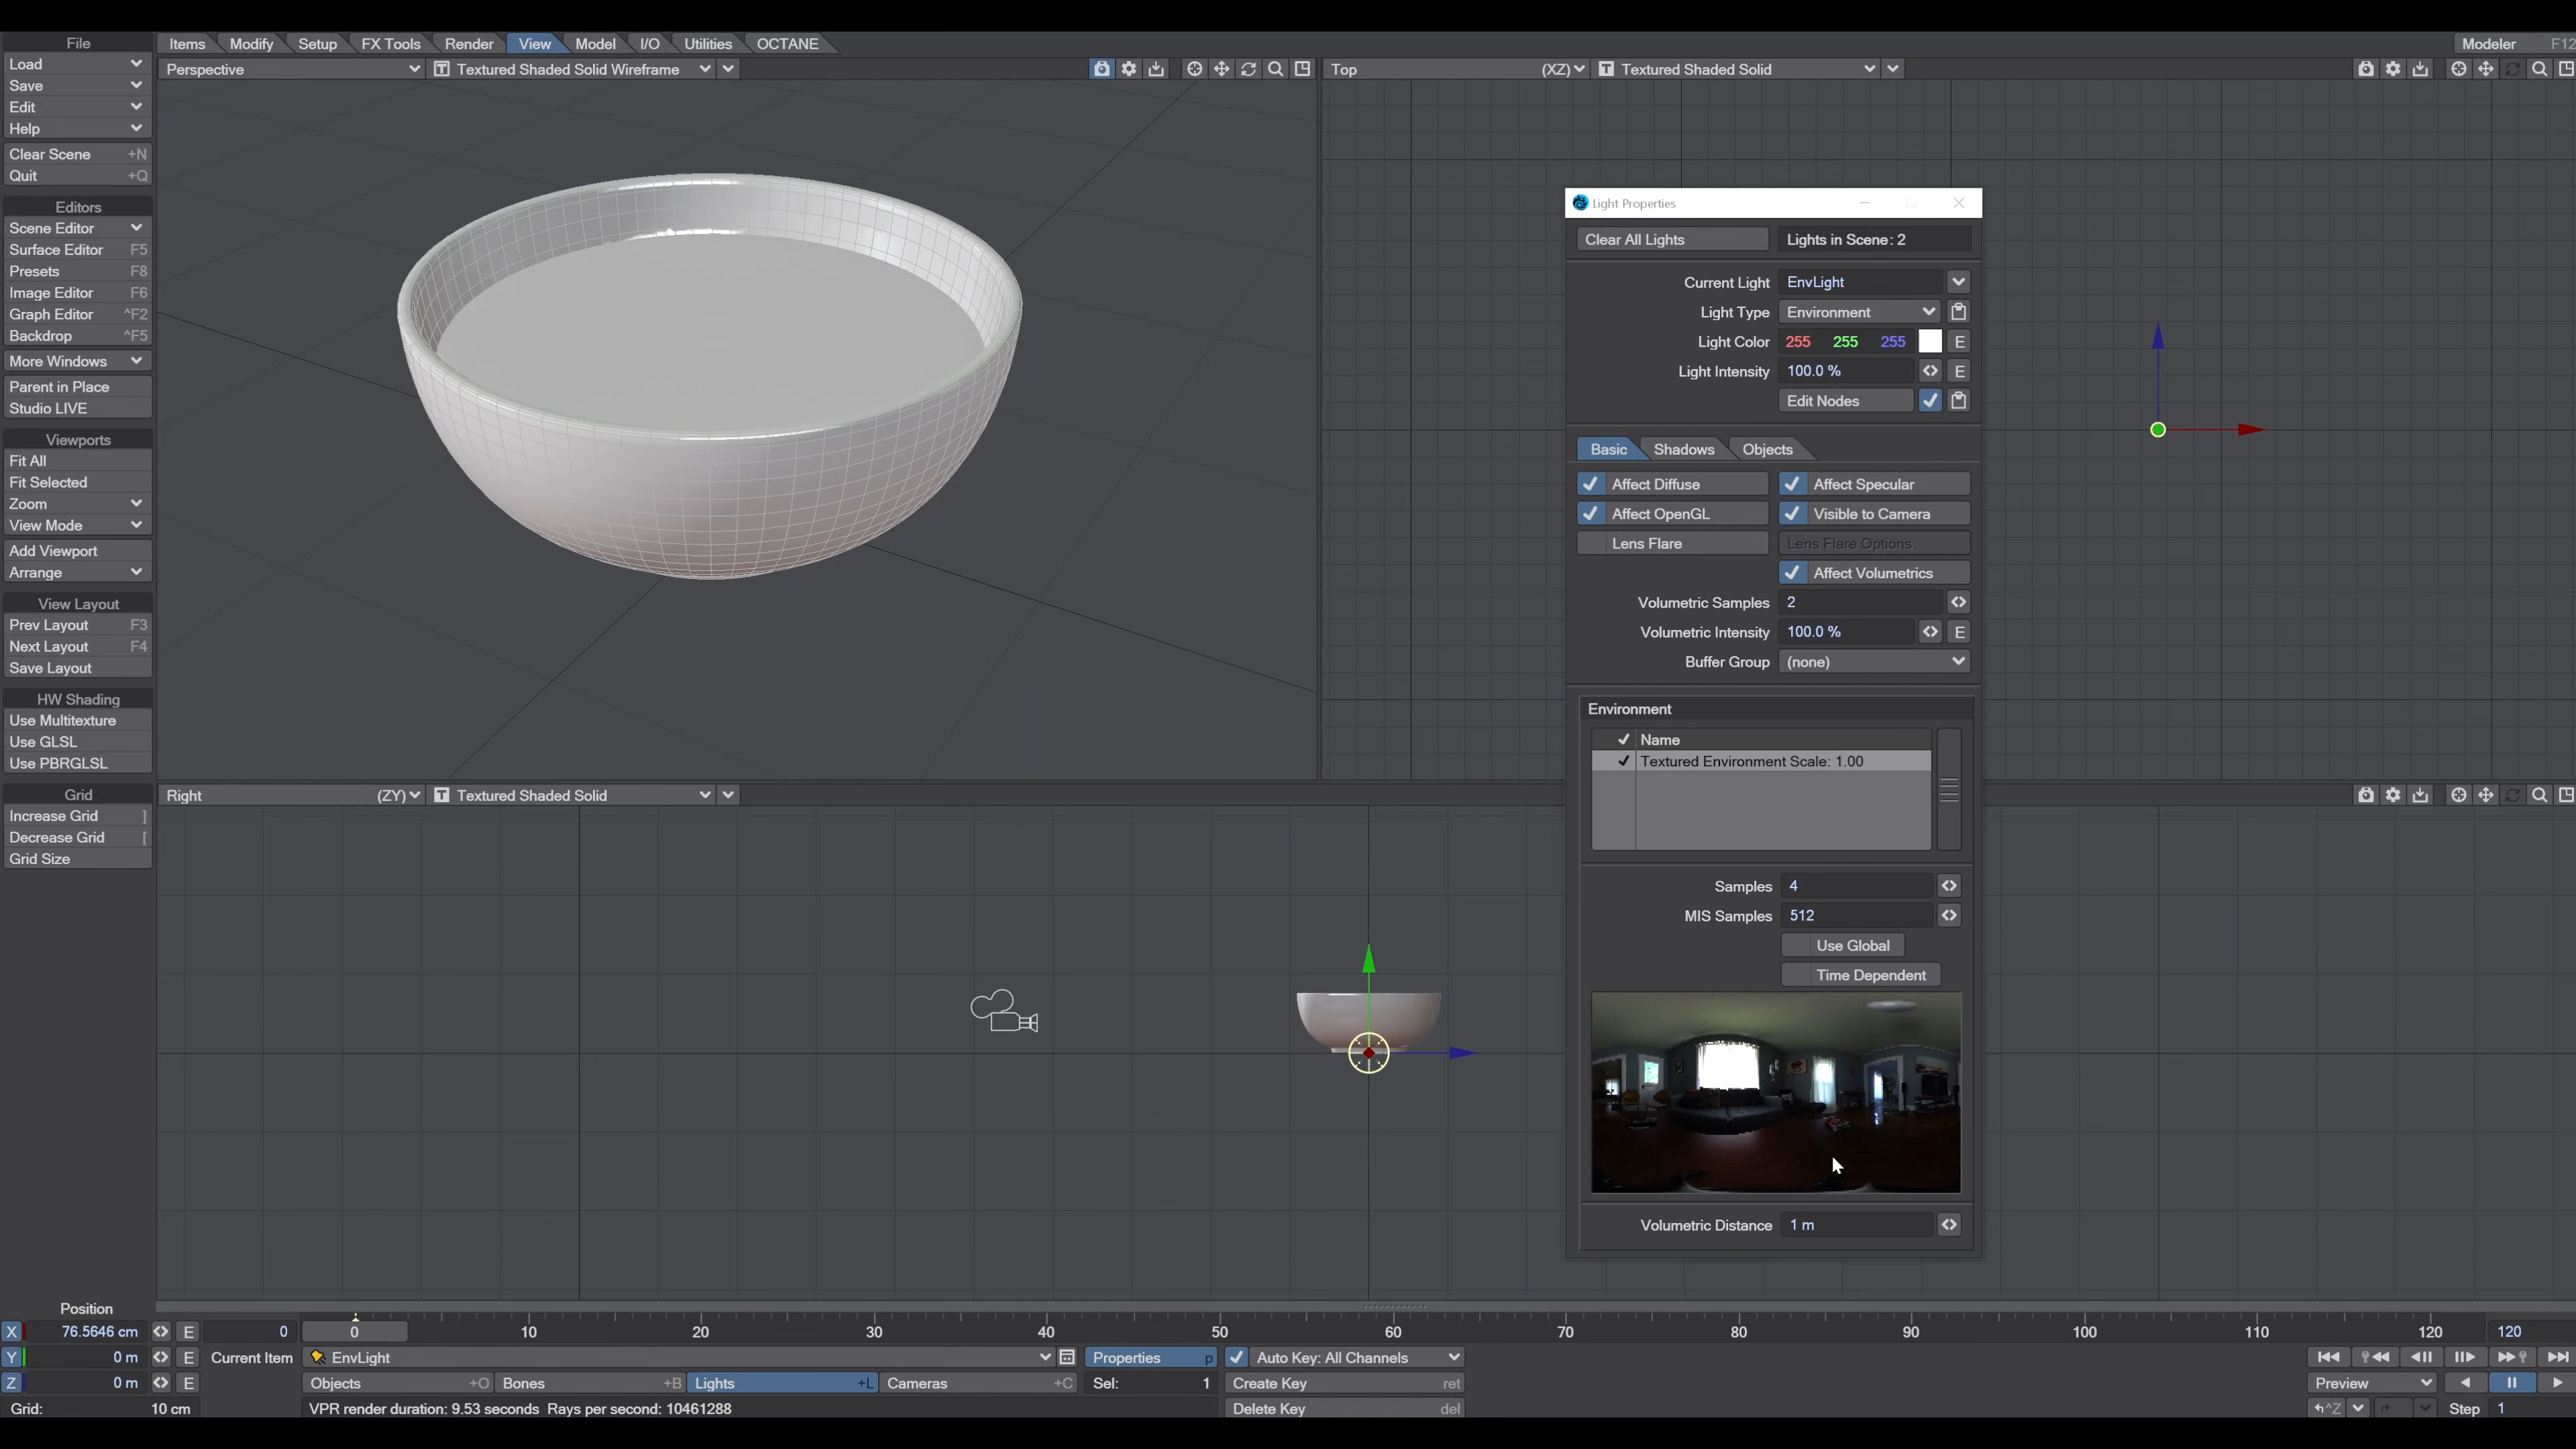 File
Load
Save
Edit
Help
Clear Scene +N
Quit +Q
Editors
Scene Editor
Surface Editor F5
Presets F8
Image Editor F6
Graph Editor ^F2
Backdrop ^F5
More Windows
Parent in Place
Studio LIVE
Viewports
Fit All
Fit Selected
Zoom
View Mode
Add Viewport
Arrange
View Layout
Prev Layout F3
Next Layout F4
Save Layout
HW Shading
Use Multitexture
Use GLSL
Use PBRGLSL
Grid
Increase Grid ]
Decrease Grid [
Grid Size
Items Modify Setup FX Tools Render View Model I/O Utilities OCTANE
Modeler F12
Perspective T Textured Shaded Solid Wireframe
Top (XZ) T Textured Shaded Solid
Right (ZY) T Textured Shaded Solid
Light Properties
Clear All Lights Lights in Scene: 2
Current Light EnvLight
Light Type Environment
Light Color 255 255 255 E
Light Intensity 100.0 % E
Edit Nodes
Basic Shadows Objects
Affect Diffuse Affect Specular
Affect OpenGL Visible to Camera
Lens Flare Lens Flare Options
Affect Volumetrics
Volumetric Samples 2
Volumetric Intensity 100.0 % E
Buffer Group (none)
Environment
Name
Textured Environment Scale: 1.00
Samples 4
MIS Samples 512
Use Global
Time Dependent
Volumetric Distance 1 m
Position
X 76.5646 cm E 0 0 10 20 30 40 50 60 70 80 90 100 110 120 120
Y 0 m E Current Item EnvLight Properties p Auto Key: All Channels
Z 0 m E Objects +O Bones +B Lights +L Cameras +C Sel: 1 Create Key ret Preview
Grid: 10 cm VPR render duration: 9.53 seconds Rays per second: 10461288 Delete Key del ^Z Step 1